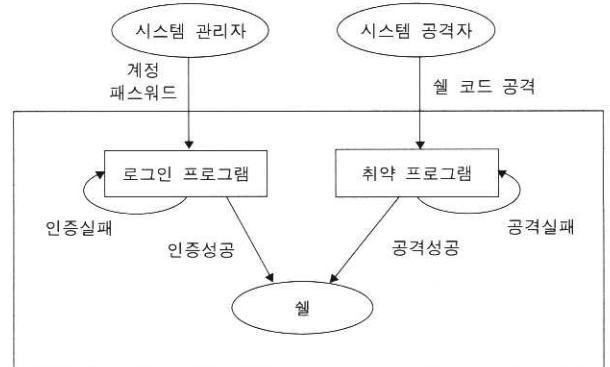 시스템 관리자
시스템 공격자
계정
패스워드
쉘 코드 공격
로그인 프로그램
취약 프로그램
인증실패
인증성공
공격성공
공격실패
쉘